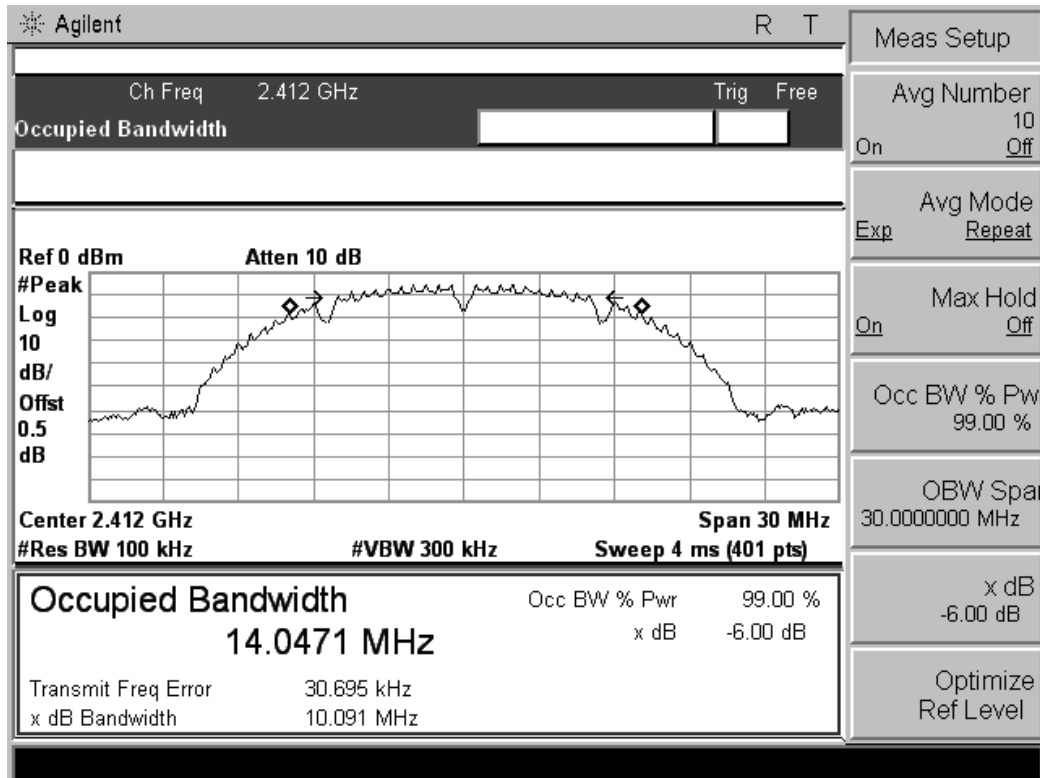 Agilent R T
Ch Freq 2.412 GHz Trig Free
Occupied Bandwidth
Ref 0 dBm Atten 10 dB
#Peak
Log
10
dB/
Offst
0.5
dB
Center 2.412 GHz Span 30 MHz
#Res BW 100 kHz #VBW 300 kHz Sweep 4 ms (401 pts)
Occupied Bandwidth Occ BW % Pwr 99.00 %
14.0471 MHz x dB -6.00 dB
Transmit Freq Error 30.695 kHz
x dB Bandwidth 10.091 MHz
Meas Setup
Avg Number
10
On Off
Avg Mode
Exp Repeat
Max Hold
On Off
Occ BW % Pw
99.00 %
OBW Spa
30.0000000 MHz
x dB
-6.00 dB
Optimize
Ref Level